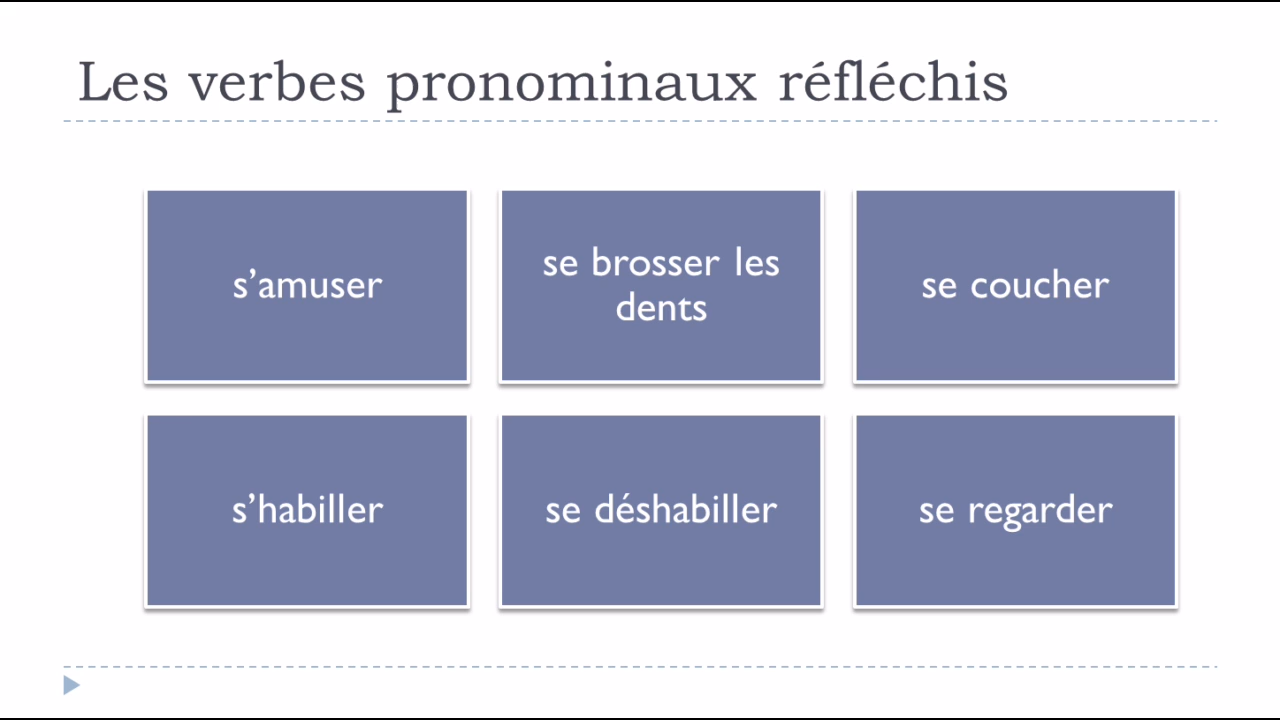 Les verbes pronominaux réfléchis
s’amuser
se brosser les
dents
se coucher
s’habiller
se déshabiller
se regarder